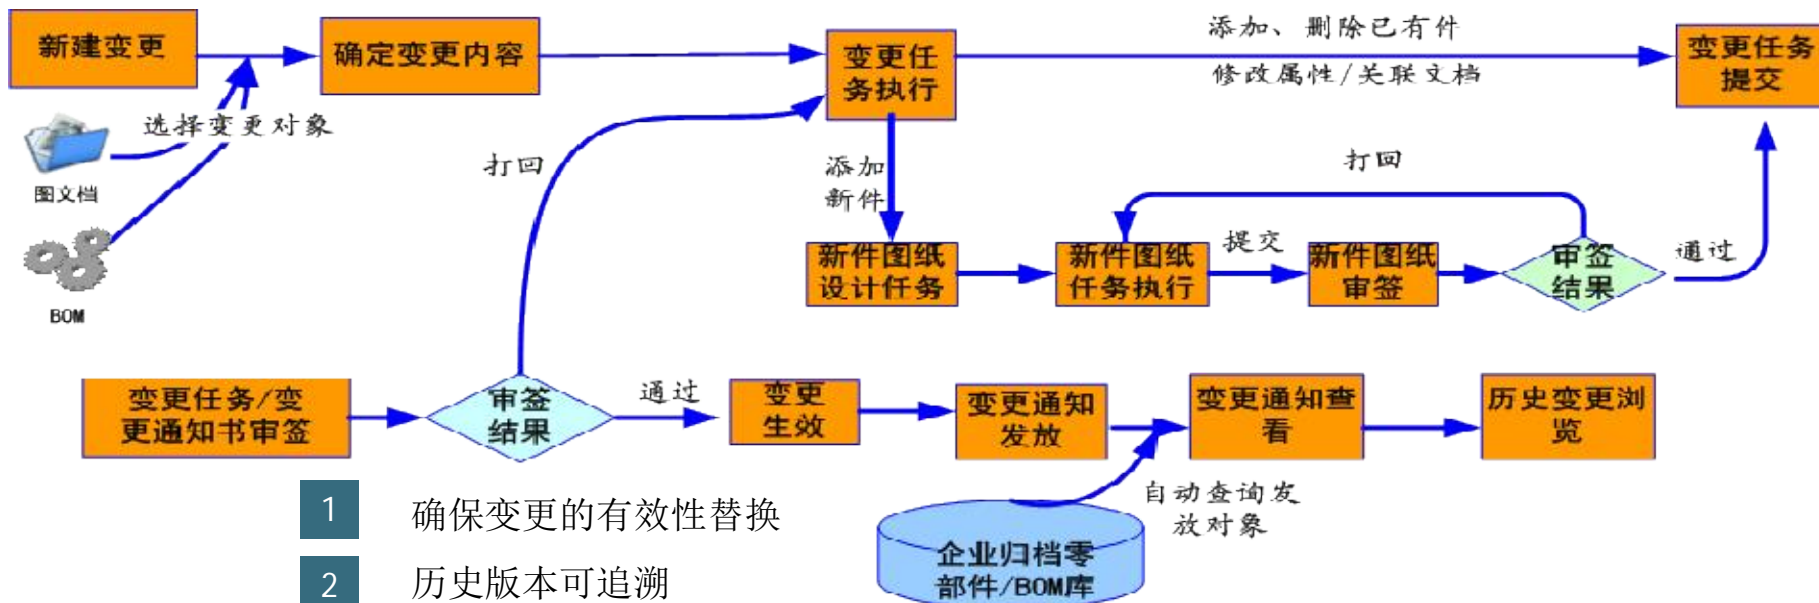 新建变更
确定变更内容
变更任
务执行
添加、删除已有件
修改属性/关联文档
变更任务
提交
选择变更对象
图文档
BOM
打回
添加
新件
打回
新件图纸
设计任务
新件图纸
任务执行
提交
新件图纸
审签
审签
结果
通过
变更任务/变
更通知书审签
审签
结果
通过
变更
生效
变更通知
发放
变更通知查
看
历史变更浏
览
自动查询发
放对象
企业归档零
部件/BOM库
1 确保变更的有效性替换
2 历史版本可追溯